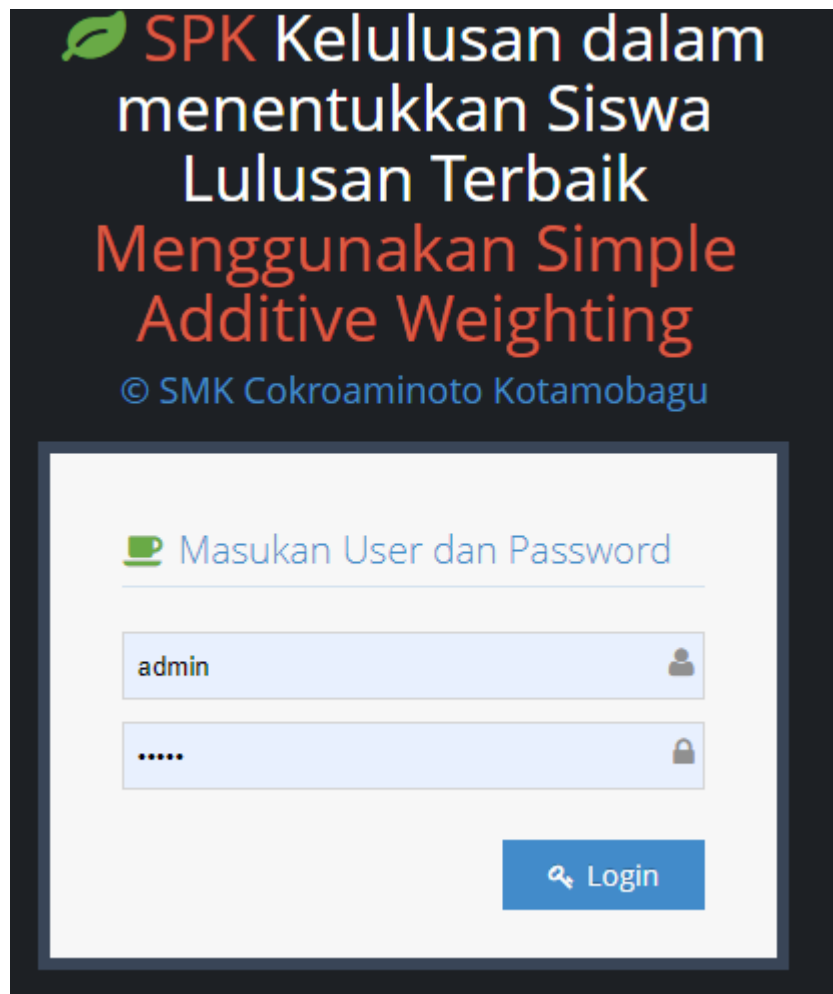 SPK Kelulusan dalam
menentukkan Siswa
Lulusan Terbaik
Menggunakan Simple
Additive Weighting
© SMK Cokroaminoto Kotamobagu
Masukan User dan Password
admin
•••••
Login